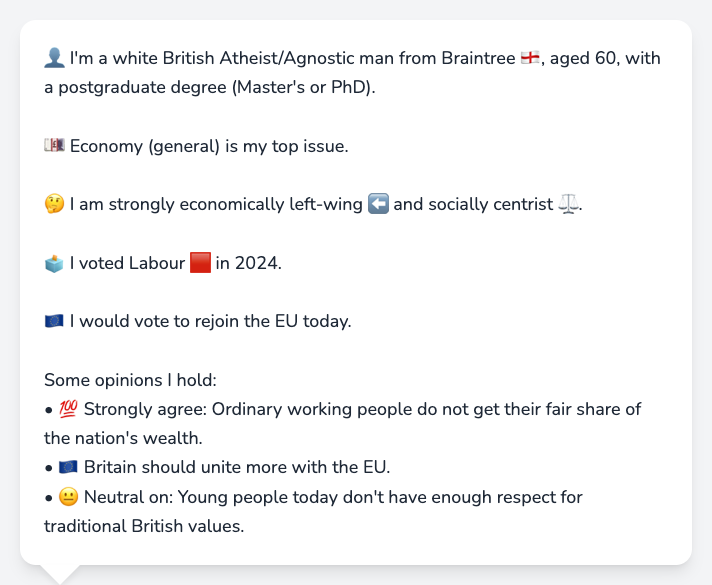 👤 I'm a white British Atheist/Agnostic man from Braintree 🏴󠁧󠁢󠁥󠁮󠁧󠁿, aged 60, with
a postgraduate degree (Master's or PhD).
💷 Economy (general) is my top issue.
🤔 I am strongly economically left-wing ⬅️ and socially centrist ⚖️.
🗳️ I voted Labour 🟥 in 2024.
🇪🇺 I would vote to rejoin the EU today.
Some opinions I hold:
• 💯 Strongly agree: Ordinary working people do not get their fair share of
the nation's wealth.
• 🇪🇺 Britain should unite more with the EU.
• 😐 Neutral on: Young people today don't have enough respect for
traditional British values.